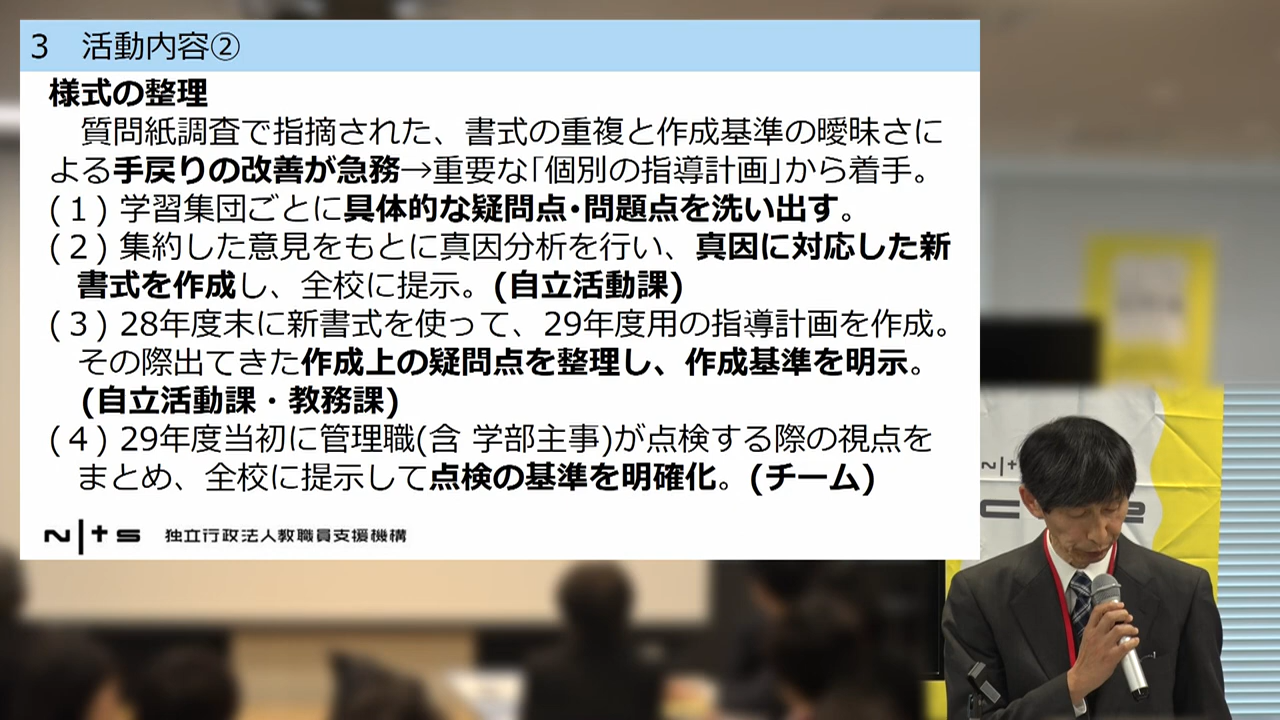 3 活動内容②
様式の整理
質問紙調査で指摘された、書式の重複と作成基準の曖昧さに
よる手戻りの改善が急務→重要な「個別の指導計画」から着手。
(１) 学習集団ごとに具体的な疑問点･問題点を洗い出す。
(２) 集約した意見をもとに真因分析を行い、真因に対応した新
書式を作成し、全校に提示。(自立活動課)
(３) 28年度末に新書式を使って、29年度用の指導計画を作成。
その際出てきた作成上の疑問点を整理し、作成基準を明示。
(自立活動課・教務課)
(４) 29年度当初に管理職(含 学部主事)が点検する際の視点を
まとめ、全校に提示して点検の基準を明確化。(チーム)
NITS 独立行政法人教職員支援機構